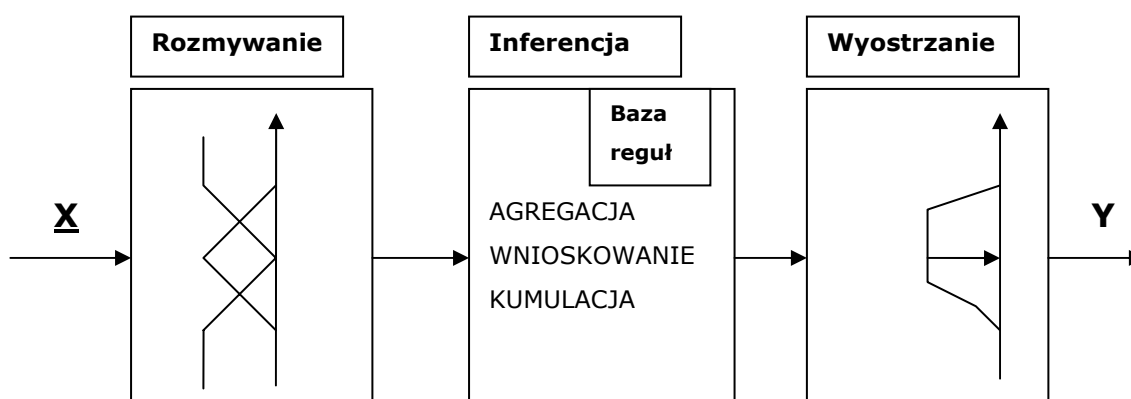 Rozmywanie
Inferencja
Wyostrzanie
Baza
reguł
X
AGREGACJA
WNIOSKOWANIE
KUMULACJA
Y